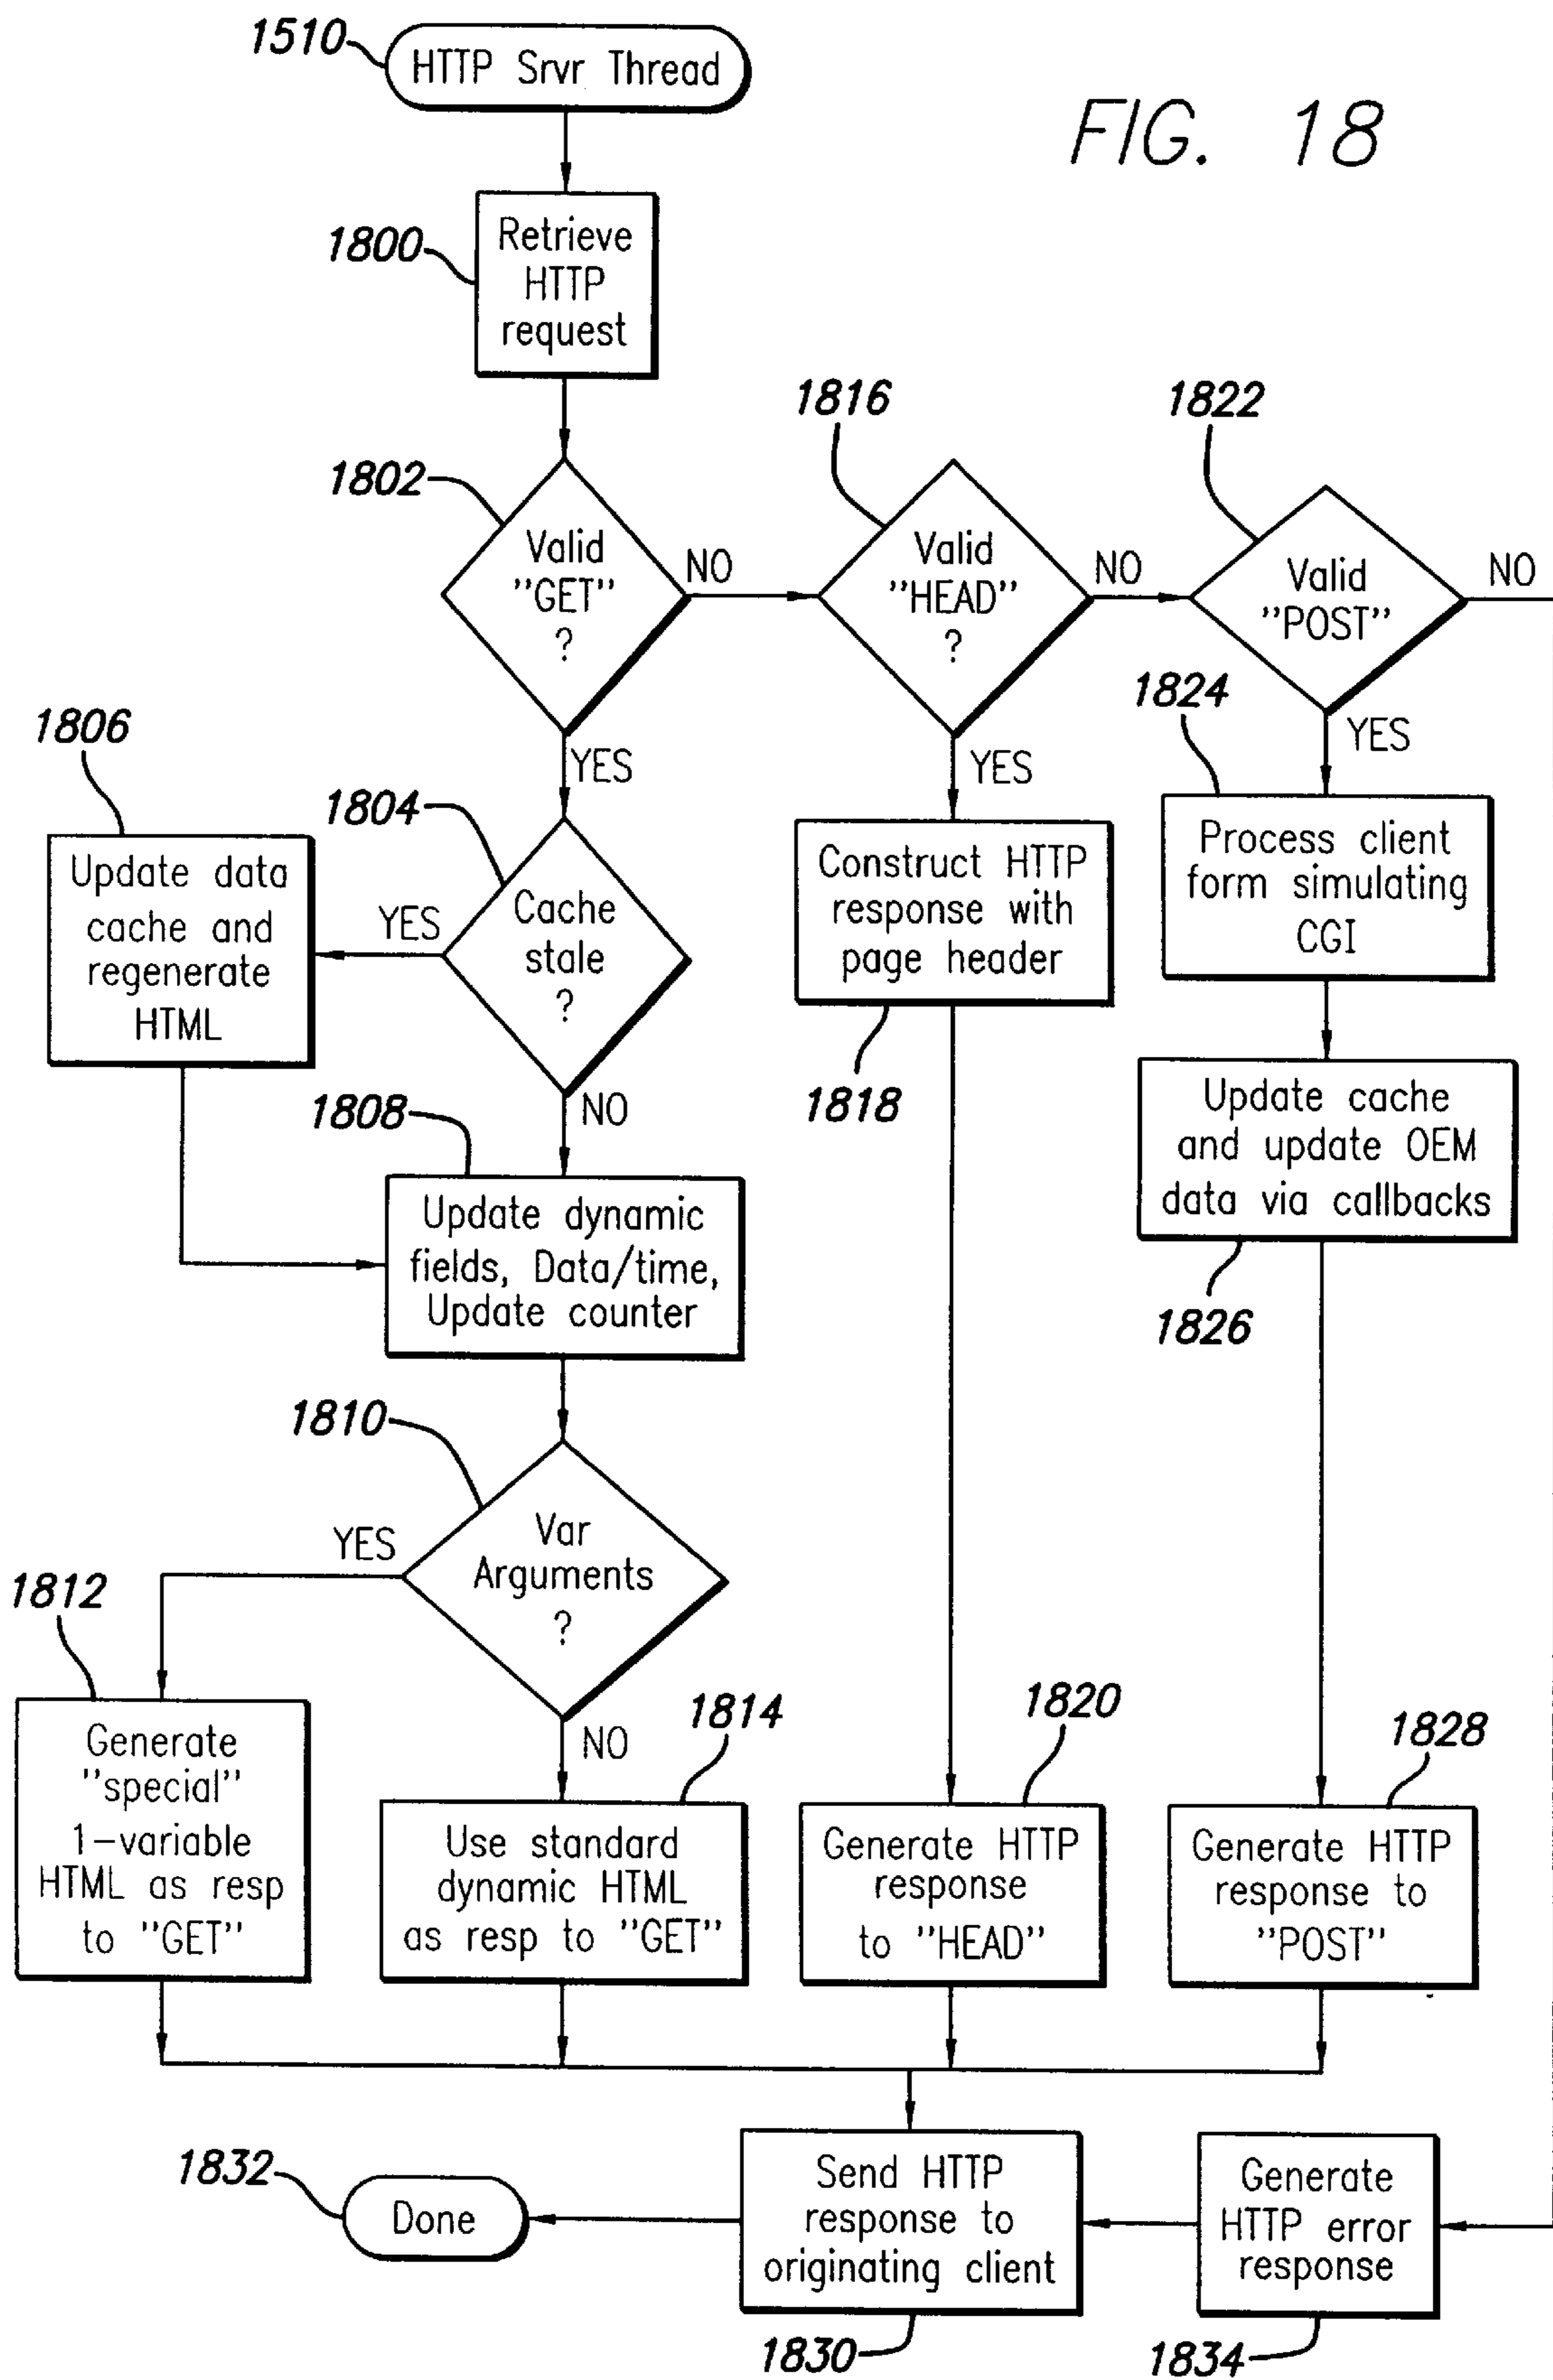 1510
HTTP Srvr Thread
FIG. 18
1800
Retrieve
HTTP
request
1802
Valid
"GET"
?
NO
YES
1816
Valid
"HEAD"
?
NO
YES
1822
Valid
"POST"
NO
YES
1804
Cache
stale
?
YES
NO
1806
Update data
cache and
regenerate
HTML
1818
Construct HTTP
response with
page header
1824
Process client
form simulating
CGI
1826
Update cache
and update OEM
data via callbacks
1808
Update dynamic
fields, Data/time,
Update counter
1810
Var
Arguments
?
YES
NO
1812
Generate
"special"
1-variable
HTML as resp
to "GET"
1814
Use standard
dynamic HTML
as resp to "GET"
1820
Generate HTTP
response
to "HEAD"
1828
Generate HTTP
response to
"POST"
1832
Done
1830
Send HTTP
response to
originating client
1834
Generate
HTTP error
response